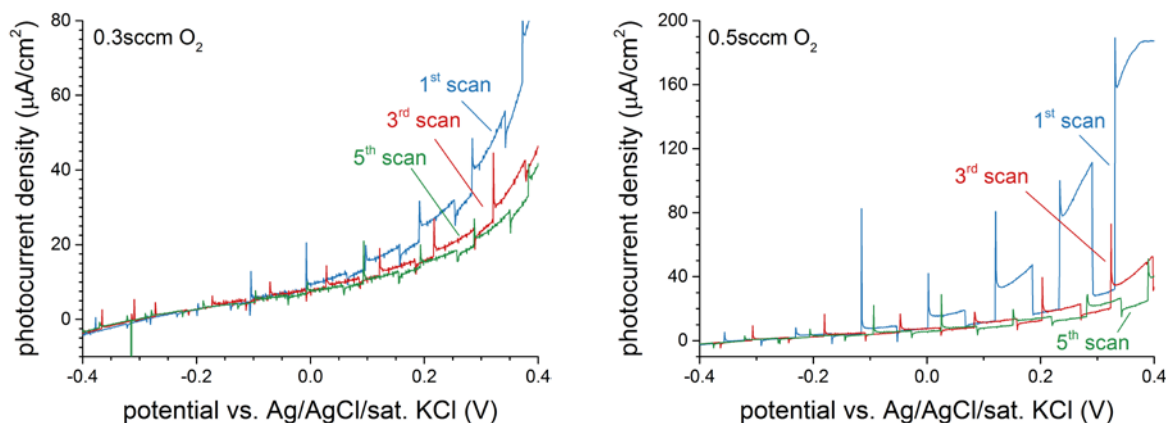 0.3sccm O₂
1ˢᵗ scan
3ʳᵈ scan
5ᵗʰ scan
photocurrent density (µA/cm²)
80
60
40
20
0
-0.4
-0.2
0.0
0.2
0.4
potential vs. Ag/AgCl/sat. KCl (V)
0.5sccm O₂
1ˢᵗ scan
3ʳᵈ scan
5ᵗʰ scan
photocurrent density (µA/cm²)
200
160
120
80
40
0
-0.4
-0.2
0.0
0.2
0.4
potential vs. Ag/AgCl/sat. KCl (V)